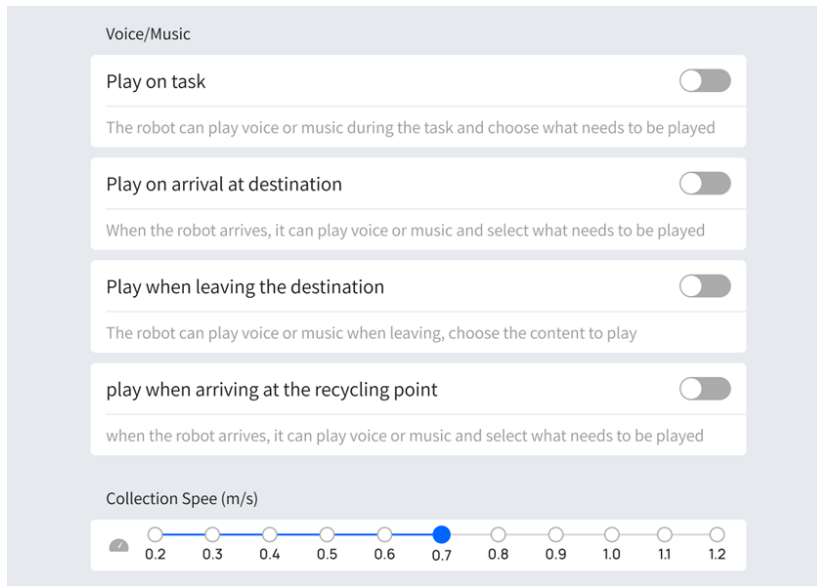 Voice/Music
Play on task
The robot can play voice or music during the task and choose what needs to be played
Play on arrival at destination
When the robot arrives, it can play voice or music and select what needs to be played
Play when leaving the destination
The robot can play voice or music when leaving, choose the content to play
play when arriving at the recycling point
when the robot arrives, it can play voice or music and select what needs to be played
Collection Spee (m/s)
0.2 0.3 0.4 0.5 0.6 0.7 0.8 0.9 1.0 1.1 1.2